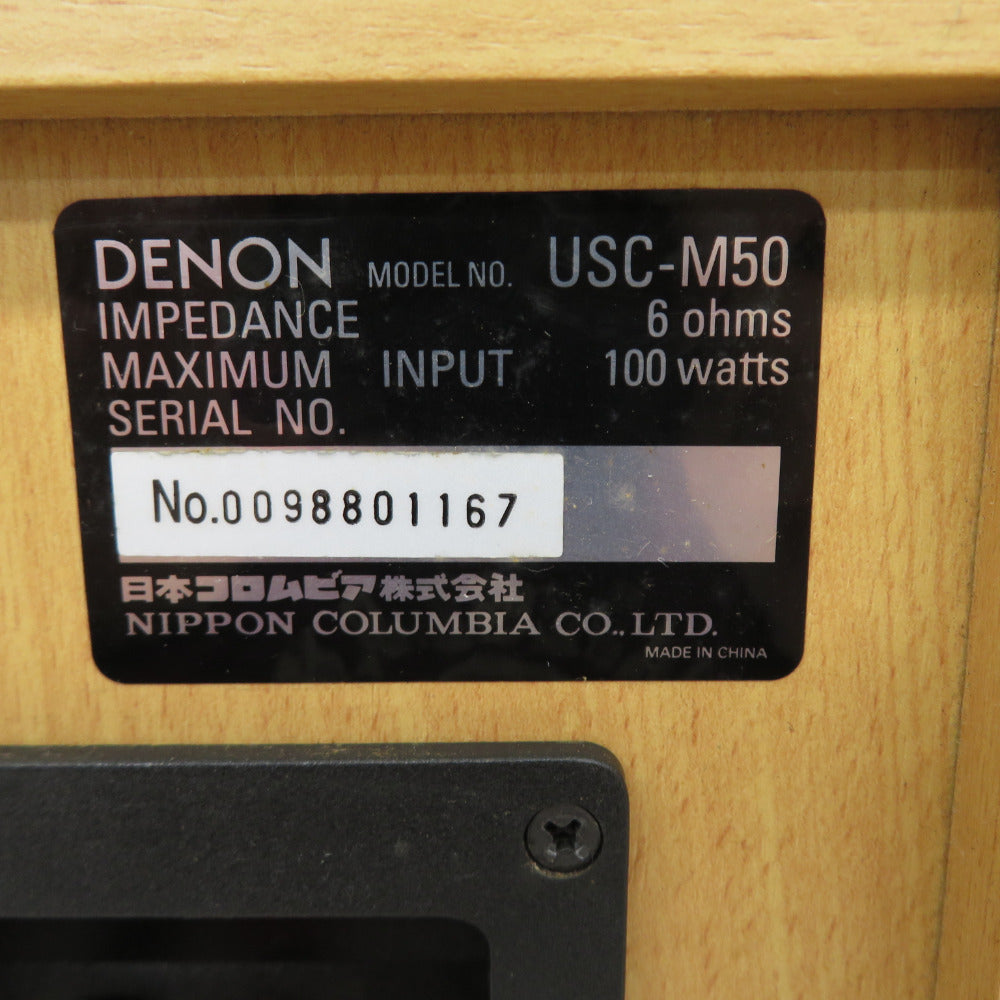 DENON MODEL NO. USC-M50
IMPEDANCE 6 ohms
MAXIMUM INPUT 100 watts
SERIAL NO.
No.0098801167
日本コロムビア株式会社
NIPPON COLUMBIA CO.,LTD.
MADE IN CHINA